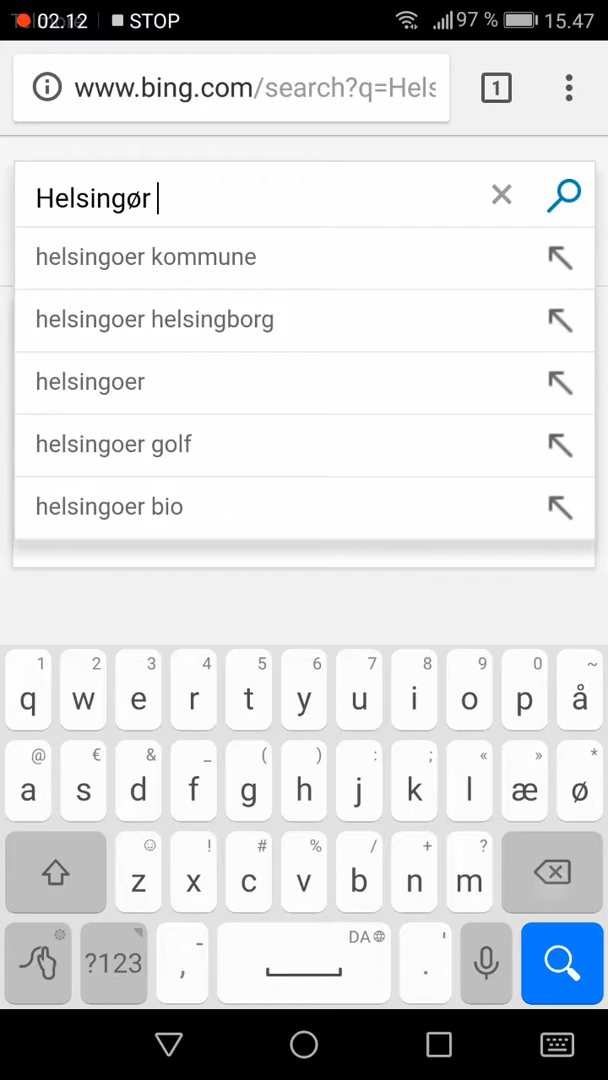 02.12 STOP 97 % 15.47
www.bing.com/search?q=Hels
1
Helsingør
helsingoer kommune
helsingoer helsingborg
helsingoer
helsingoer golf
helsingoer bio
1 2 3 4 5 6 7 8 9 0 ~
q w e r t y u i o p å
@ € & _ ( ) : ; « » *
a s d f g h j k l æ ø
! # % / + ?
z x c v b n m
- DA '
?123 , .